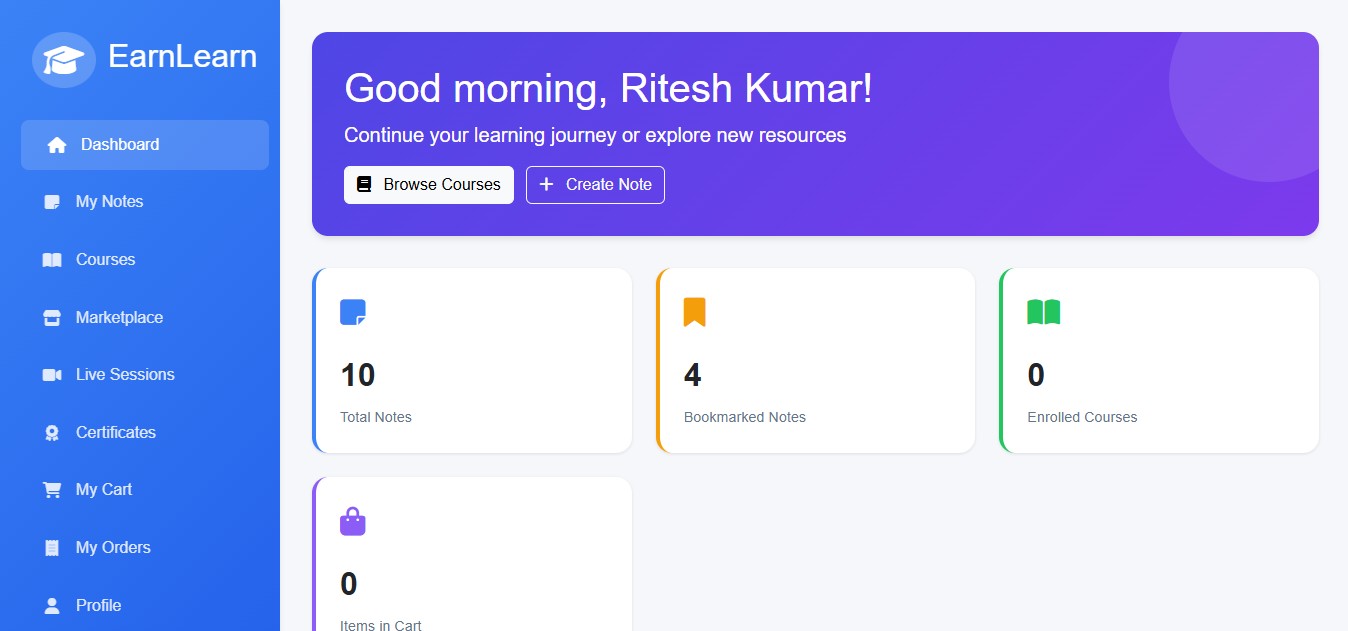 EarnLearn
Dashboard
My Notes
Courses
Marketplace
Live Sessions
Certificates
My Cart
My Orders
Profile
Good morning, Ritesh Kumar!
Continue your learning journey or explore new resources
Browse Courses
Create Note
10
Total Notes
4
Bookmarked Notes
0
Enrolled Courses
0
Items in Cart